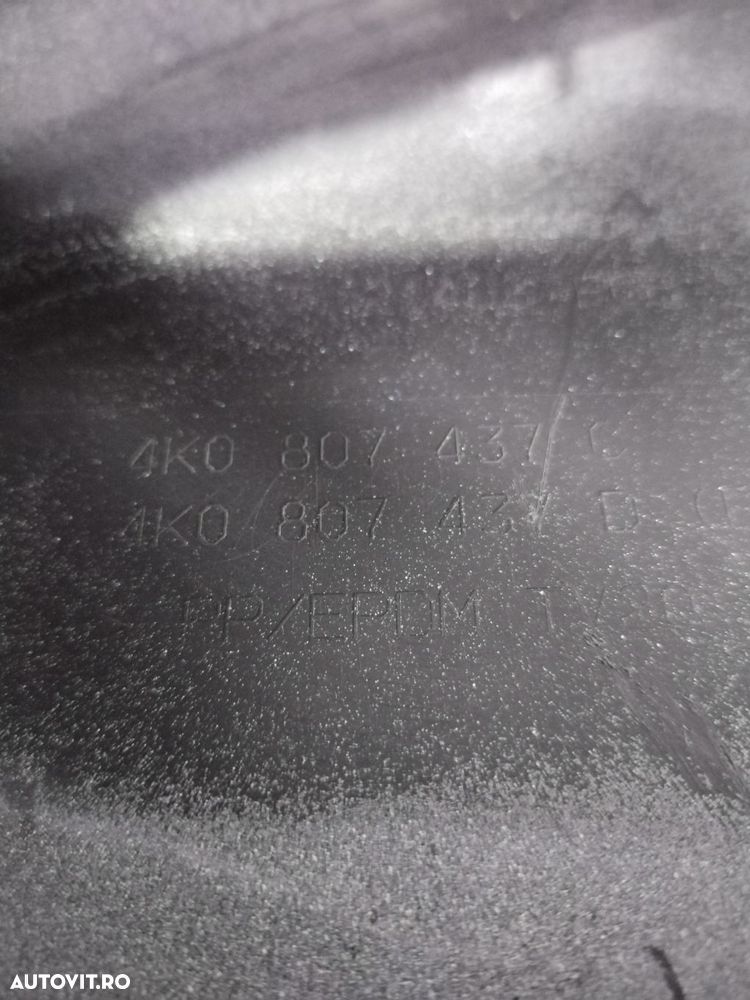 4K0 807 437 C
4K0 807 437 D
PP/EPDM
AUTOVIT.RO